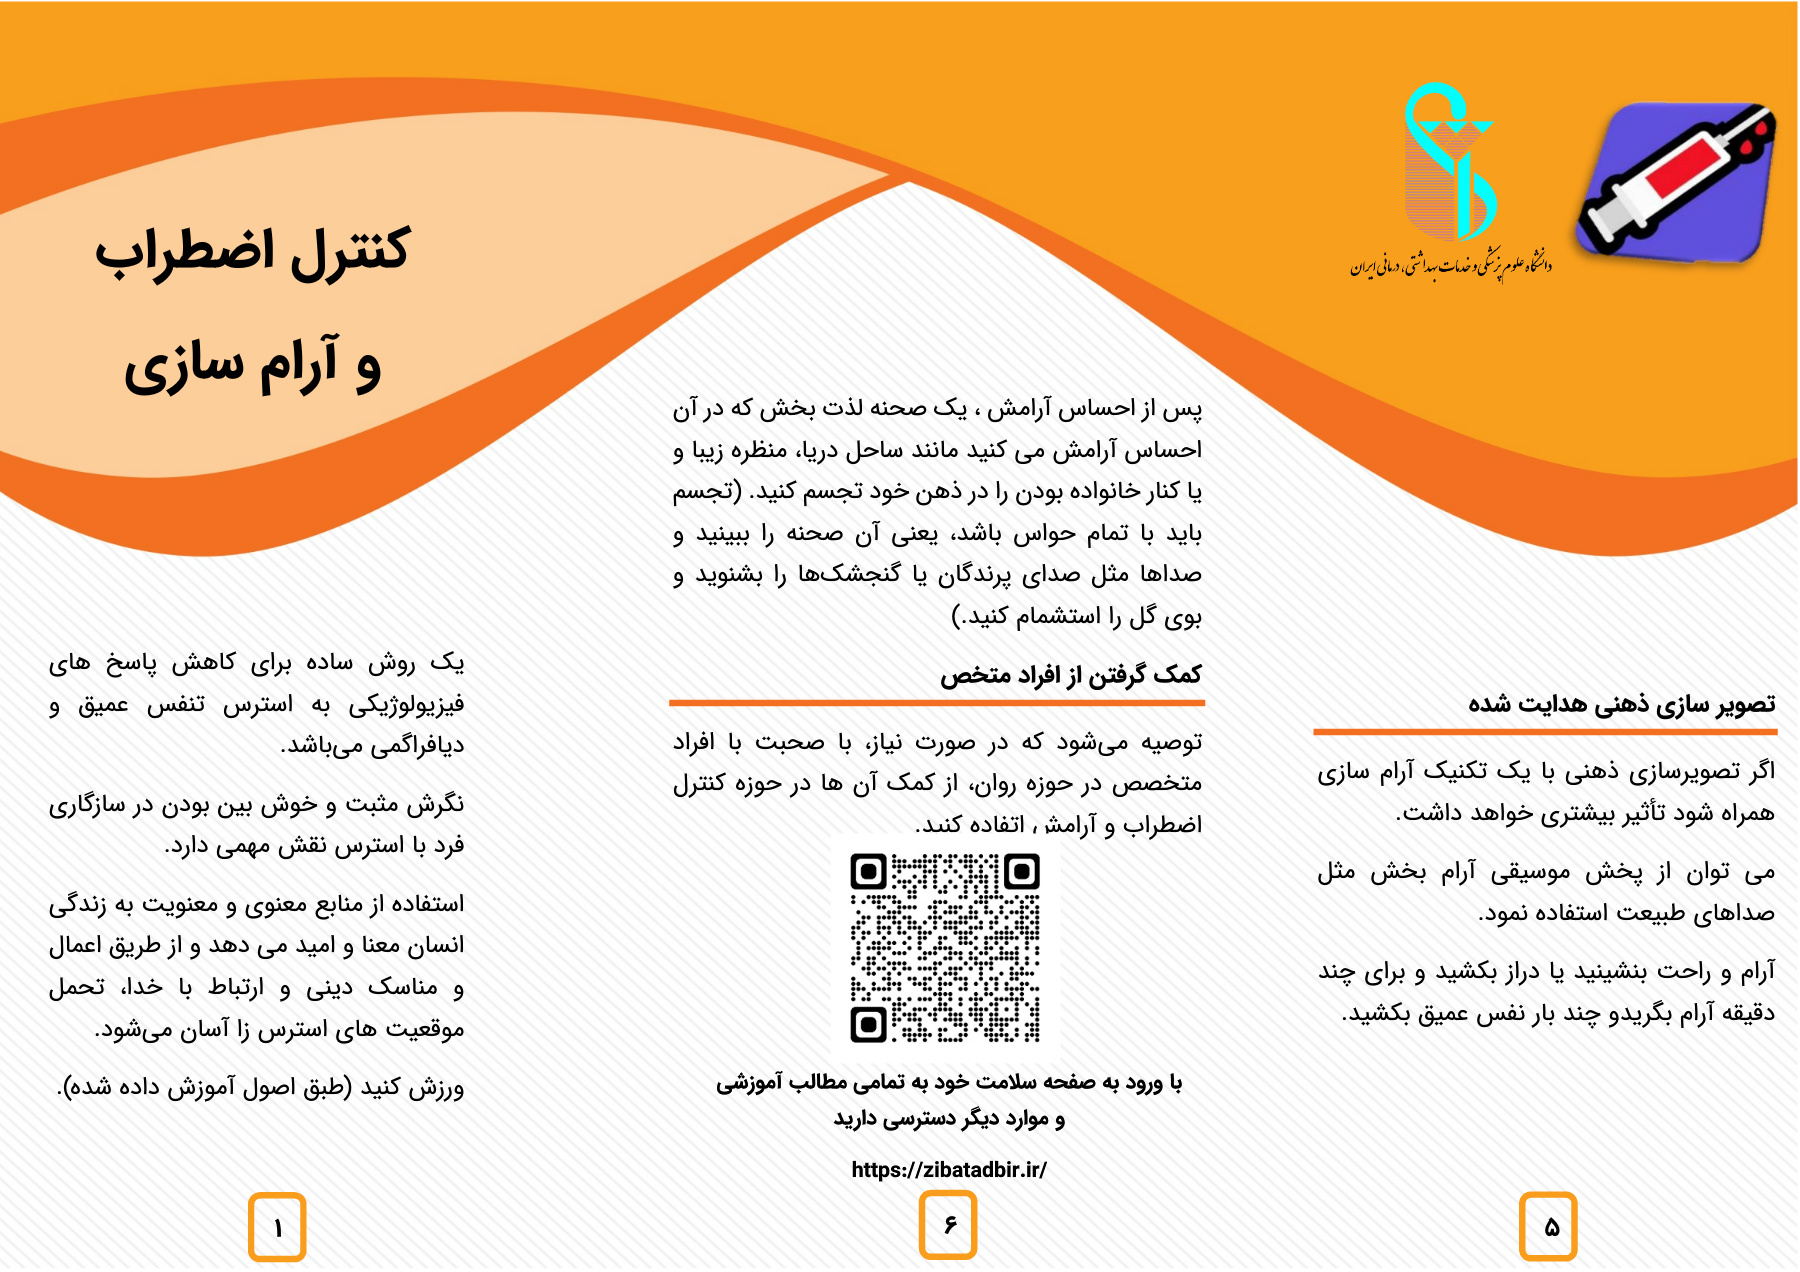 دانشگاه علوم پزشکی و خدمات بهداشتی، درمانی ایران
کنترل اضطراب
و آرام سازی
یک روش ساده برای کاهش پاسخ های
فیزیولوژیکی به استرس تنفس عمیق و
دیافراگمی می‌باشد.
نگرش مثبت و خوش بین بودن در سازگاری
فرد با استرس نقش مهمی دارد.
استفاده از منابع معنوی و معنویت به زندگی
انسان معنا و امید می دهد و از طریق اعمال
و مناسک دینی و ارتباط با خدا، تحمل
موقعیت های استرس زا آسان می‌شود.
ورزش کنید (طبق اصول آموزش داده شده).
۱
تصویر سازی ذهنی هدایت شده
اگر تصویرسازی ذهنی با یک تکنیک آرام سازی
همراه شود تأثیر بیشتری خواهد داشت.
می توان از پخش موسیقی آرام بخش مثل
صداهای طبیعت استفاده نمود.
آرام و راحت بنشینید یا دراز بکشید و برای چند
دقیقه آرام بگریدو چند بار نفس عمیق بکشید.
۵
پس از احساس آرامش ، یک صحنه لذت بخش که در آن
احساس آرامش می کنید مانند ساحل دریا، منظره زیبا و
یا کنار خانواده بودن را در ذهن خود تجسم کنید. (تجسم
باید با تمام حواس باشد، یعنی آن صحنه را ببینید و
صداها مثل صدای پرندگان یا گنجشک‌ها را بشنوید و
بوی گل را استشمام کنید.)
کمک گرفتن از افراد متخص
توصیه می‌شود که در صورت نیاز، با صحبت با افراد
متخصص در حوزه روان، از کمک آن ها در حوزه کنترل
اضطراب و آرامش اتفاده کنید.
با ورود به صفحه سلامت خود به تمامی مطالب آموزشی
و موارد دیگر دسترسی دارید
https://zibatadbir.ir/
۶